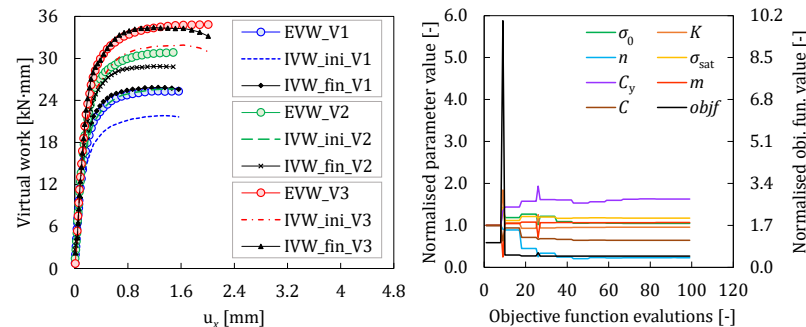 Virtual work [kN·mm]
36
30
24
18
12
6
0
0 0.8 1.6 2.4 3.2 4.0 4.8
u_x [mm]
EVW_V1
IVW_ini_V1
IVW_fin_V1
EVW_V2
IVW_ini_V2
IVW_fin_V2
EVW_V3
IVW_ini_V3
IVW_fin_V3
Normalised parameter value [-]
6.0
5.0
4.0
3.0
2.0
1.0
0.0
0 20 40 60 80 100 120
Objective function evalutions [-]
σ_0 K
n σ_sat
C_y m
C objf
10.2
8.5
6.8
5.1
3.4
1.7
0.0
Normalised obj. fun value [-]